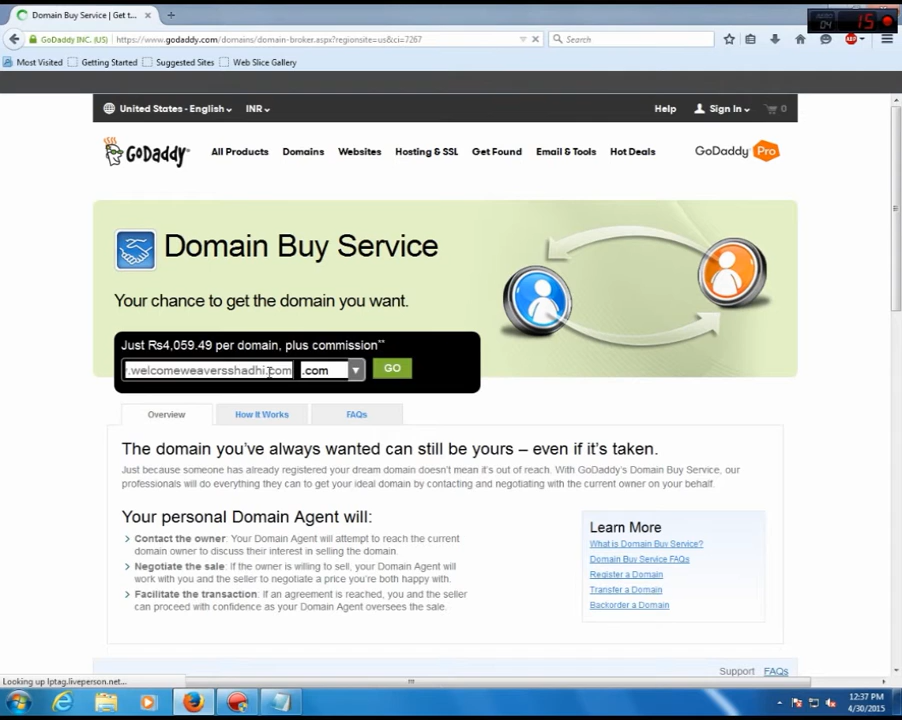 Domain Buy Service | Get t...
GoDaddy INC. (US)
https://www.godaddy.com/domains/domain-broker.aspx?regionsite=us&ci=7267
Search
04
15
ABP
Most Visited
Getting Started
Suggested Sites
Web Slice Gallery
United States - English
INR
Help
Sign In
0
GoDaddy
All Products
Domains
Websites
Hosting & SSL
Get Found
Email & Tools
Hot Deals
GoDaddy Pro
Domain Buy Service
Your chance to get the domain you want.
Just Rs4,059.49 per domain, plus commission**
.welcomeweaversshadhi.com
.com
GO
Overview
How It Works
FAQs
The domain you've always wanted can still be yours – even if it's taken.
Just because someone has already registered your dream domain doesn't mean it's out of reach. With GoDaddy's Domain Buy Service, our
professionals will do everything they can to get your ideal domain by contacting and negotiating with the current owner on your behalf.
Your personal Domain Agent will:
Contact the owner: Your Domain Agent will attempt to reach the current
domain owner to discuss their interest in selling the domain.
Negotiate the sale: If the owner is willing to sell, your Domain Agent will
work with you and the seller to negotiate a price you're both happy with.
Facilitate the transaction: if an agreement is reached, you and the seller
can proceed with confidence as your Domain Agent oversees the sale.
Learn More
What is Domain Buy Service?
Domain Buy Service FAQs
Register a Domain
Transfer a Domain
Backorder a Domain
Support
FAQs
Looking up lptag.liveperson.net...
12:37 PM
4/30/2015